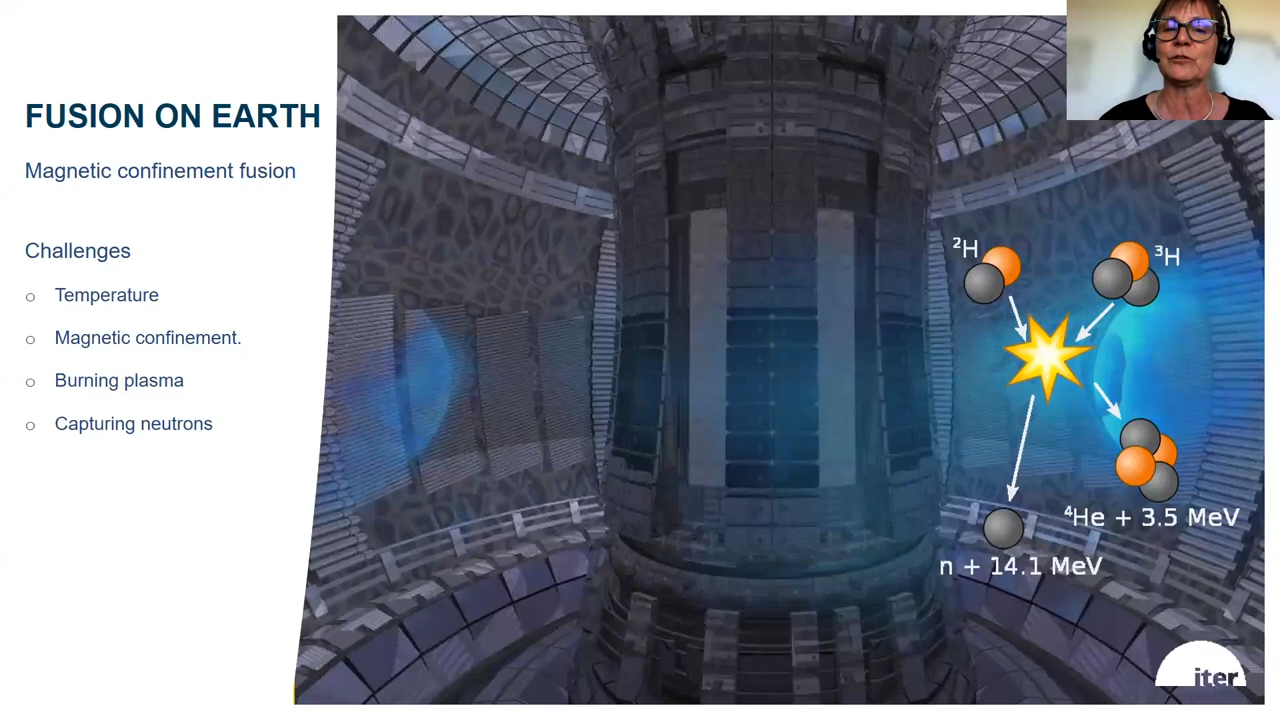 FUSION ON EARTH
Magnetic confinement fusion
Challenges
o Temperature
o Magnetic confinement.
o Burning plasma
o Capturing neutrons
²H
³H
⁴He + 3.5 MeV
n + 14.1 MeV
iter